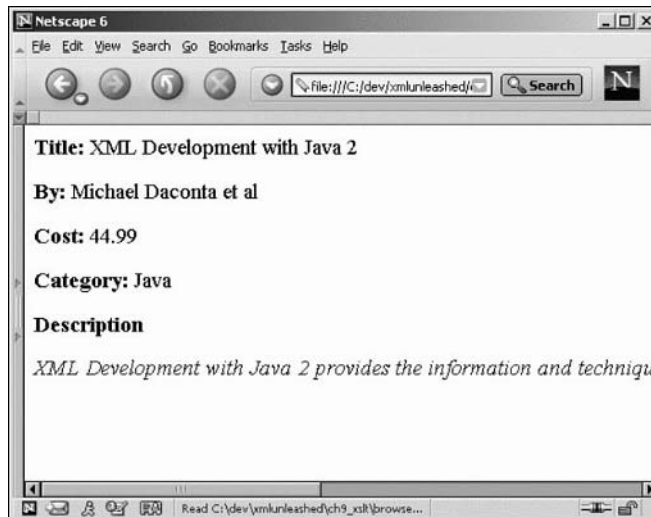 Netscape 6
File Edit View Search Go Bookmarks Tasks Help
file:///C:/dev/xmlunleashed/ Search N
Title: XML Development with Java 2
By: Michael Daconta et al
Cost: 44.99
Category: Java
Description
XML Development with Java 2 provides the information and techniqu
Read C:\dev\xmlunleashed\ch9_xslt\browse...